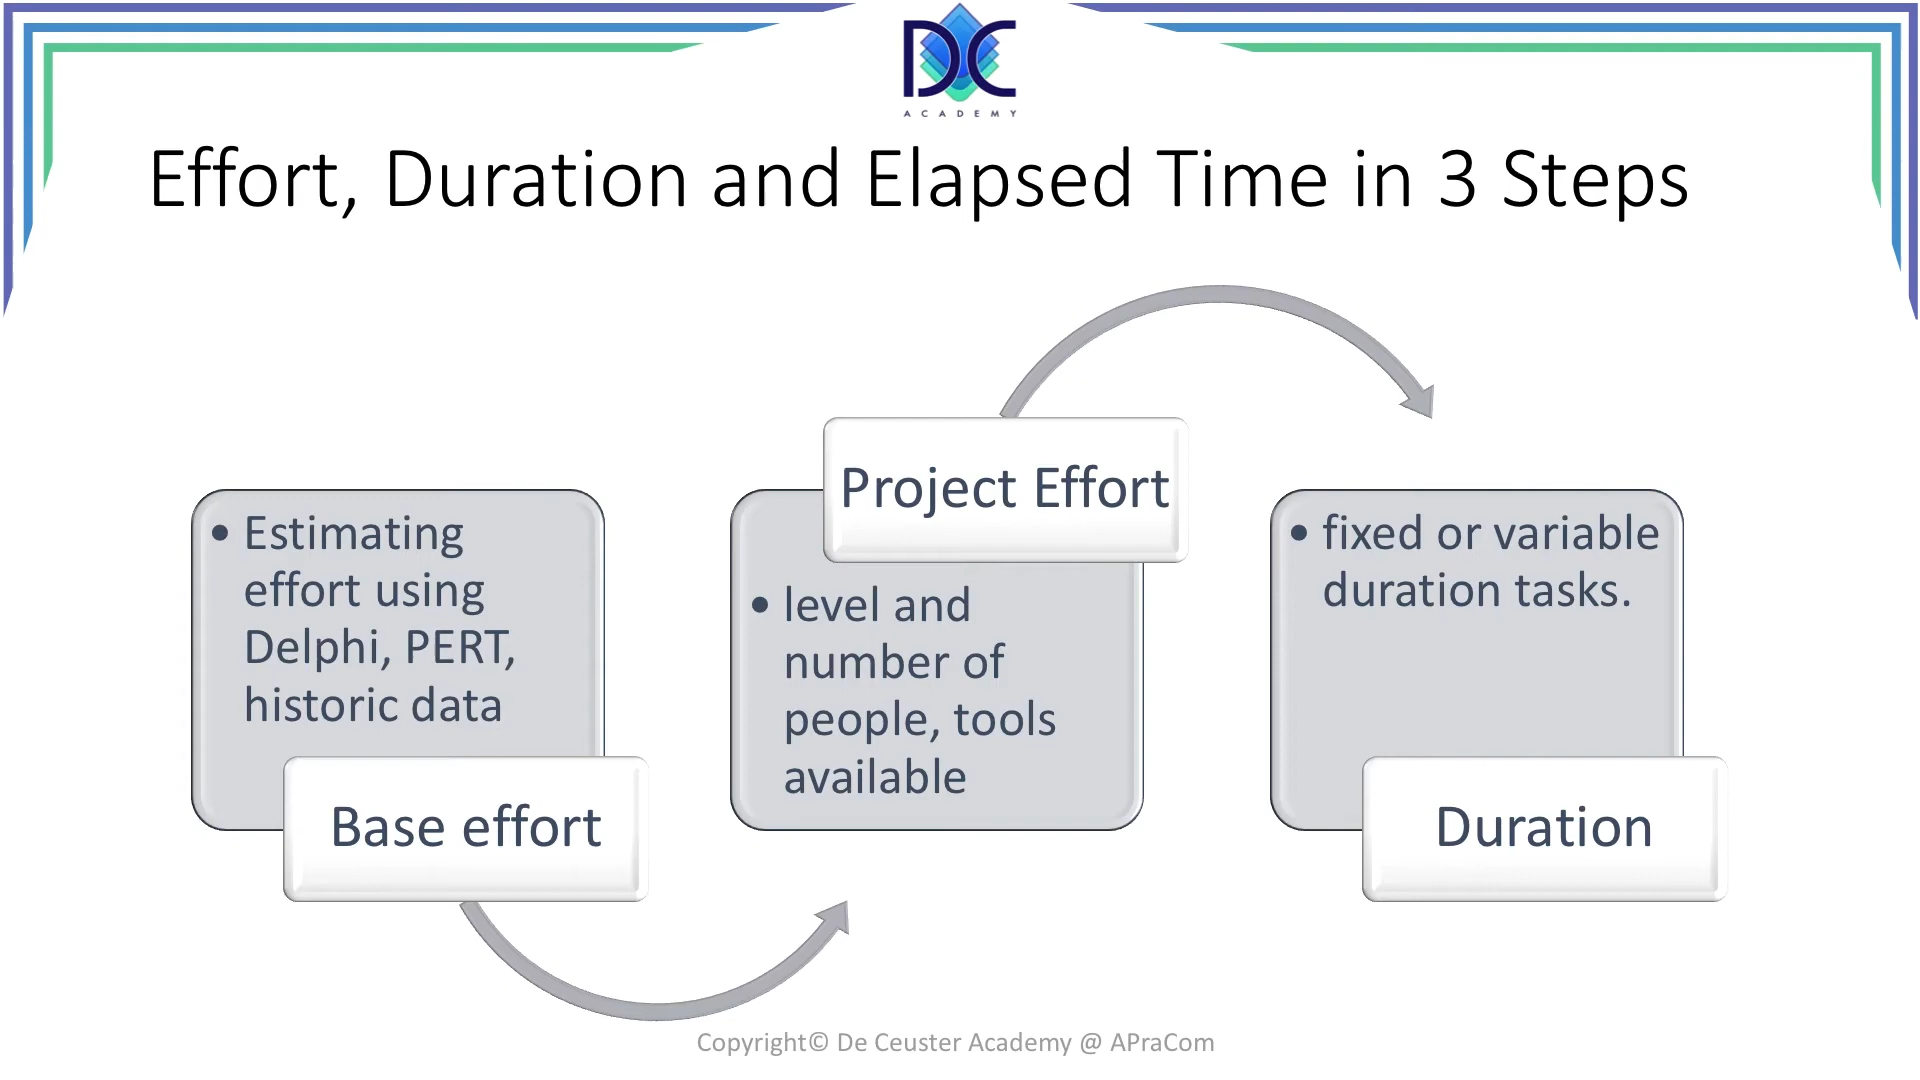 DC
ACADEMY
Effort, Duration and Elapsed Time in 3 Steps
• Estimating
effort using
Delphi, PERT,
historic data
Base effort
Project Effort
• level and
number of
people, tools
available
• fixed or variable
duration tasks.
Duration
Copyright© De Ceuster Academy @ APraCom